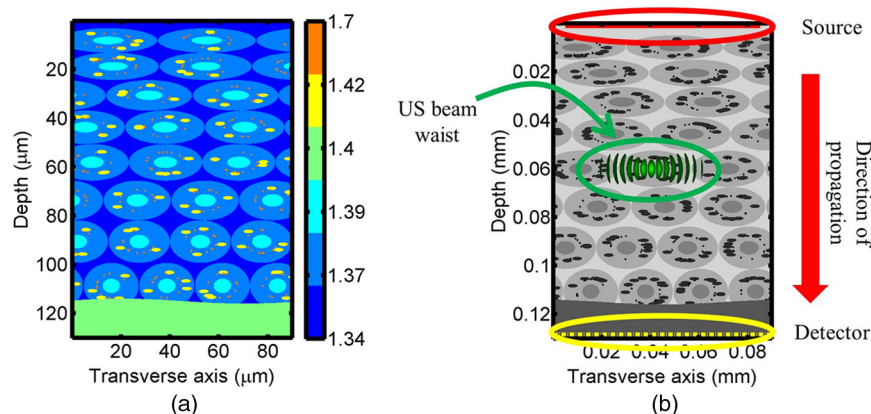 20
40
60
80
100
120
Depth (μm)
20 40 60 80
Transverse axis (μm)
1.7
1.42
1.4
1.39
1.37
1.34
(a)
Source
0.02
0.04
0.06
0.08
0.1
0.12
Depth (mm)
US beam
waist
Direction of
propagation
Detector
0.02 0.04 0.06 0.08
Transverse axis (mm)
(b)